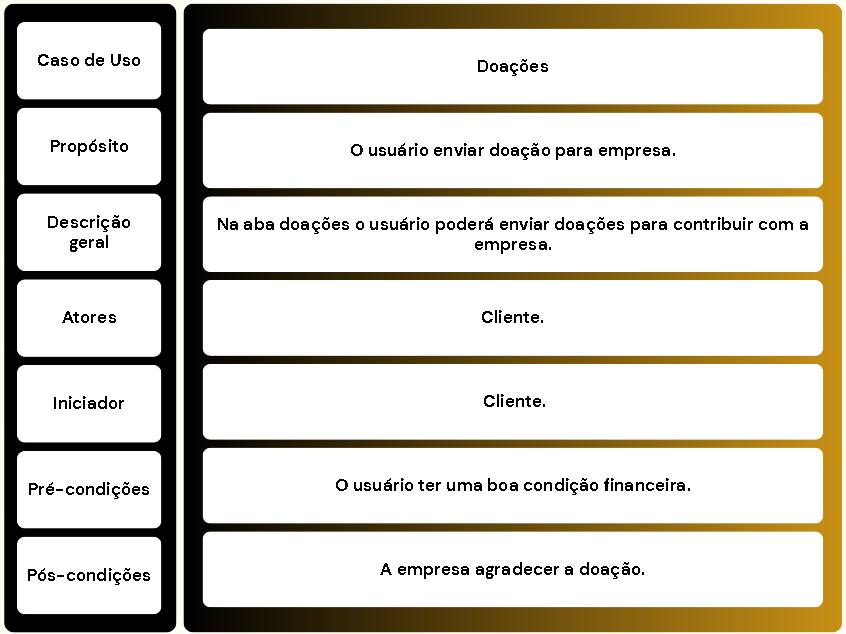 Caso de Uso
Doações
Propósito
O usuário enviar doação para empresa.
Descrição
geral
Na aba doações o usuário poderá enviar doações para contribuir com a
empresa.
Atores
Cliente.
Iniciador
Cliente.
Pré-condições
O usuário ter uma boa condição financeira.
Pós-condições
A empresa agradecer a doação.